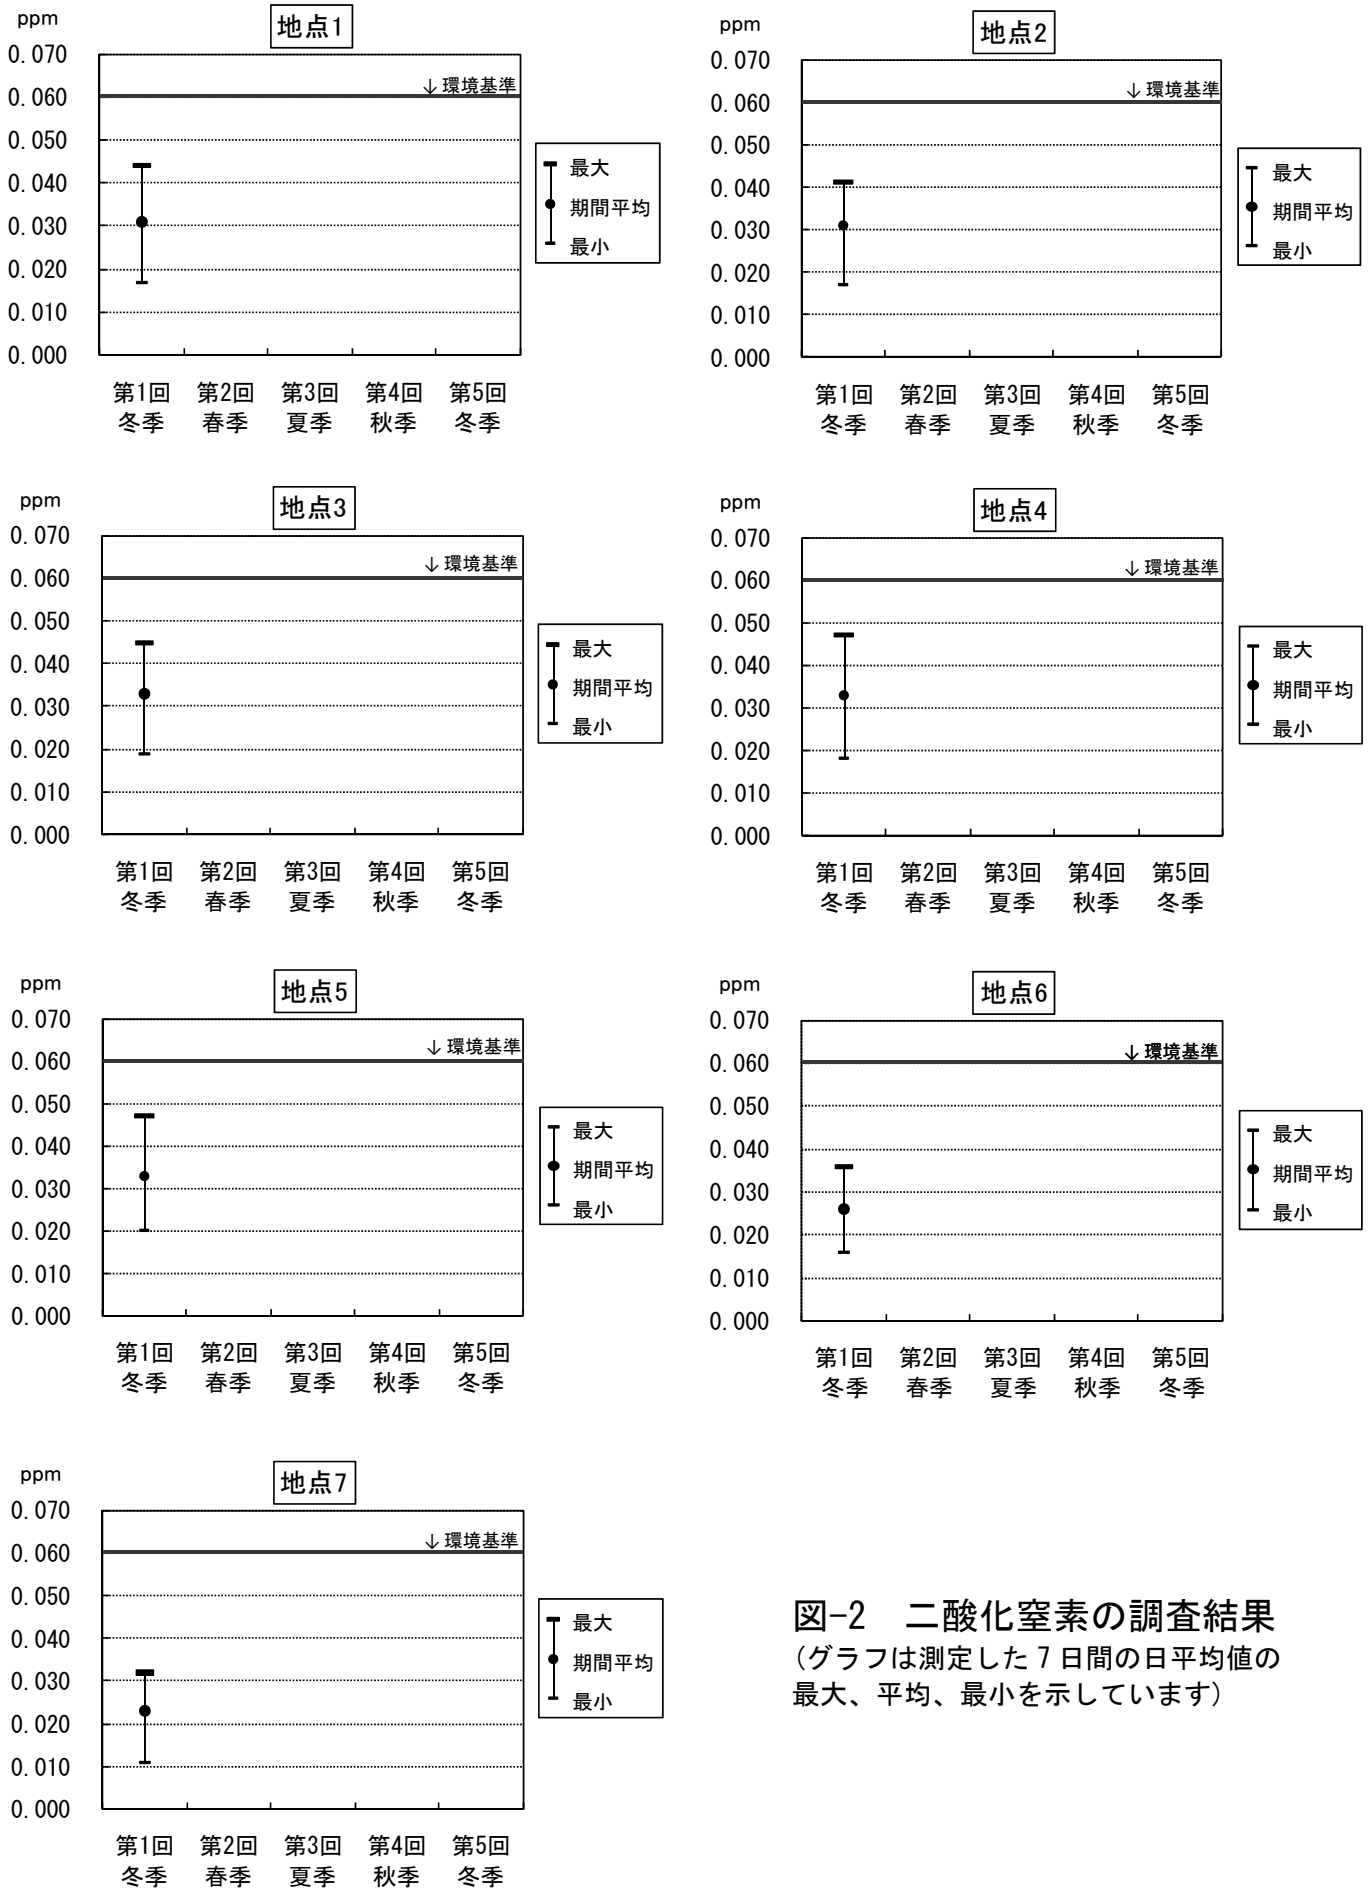 ppm
地点1
0.070
0.060
0.050
0.040
0.030
0.020
0.010
0.000
↓環境基準
最大
期間平均
最小
第1回 第2回 第3回 第4回 第5回
冬季 春季 夏季 秋季 冬季
ppm
地点2
0.070
0.060
0.050
0.040
0.030
0.020
0.010
0.000
↓環境基準
最大
期間平均
最小
第1回 第2回 第3回 第4回 第5回
冬季 春季 夏季 秋季 冬季
ppm
地点3
0.070
0.060
0.050
0.040
0.030
0.020
0.010
0.000
↓環境基準
最大
期間平均
最小
第1回 第2回 第3回 第4回 第5回
冬季 春季 夏季 秋季 冬季
ppm
地点4
0.070
0.060
0.050
0.040
0.030
0.020
0.010
0.000
↓環境基準
最大
期間平均
最小
第1回 第2回 第3回 第4回 第5回
冬季 春季 夏季 秋季 冬季
ppm
地点5
0.070
0.060
0.050
0.040
0.030
0.020
0.010
0.000
↓環境基準
最大
期間平均
最小
第1回 第2回 第3回 第4回 第5回
冬季 春季 夏季 秋季 冬季
ppm
地点6
0.070
0.060
0.050
0.040
0.030
0.020
0.010
0.000
↓環境基準
最大
期間平均
最小
第1回 第2回 第3回 第4回 第5回
冬季 春季 夏季 秋季 冬季
ppm
地点7
0.070
0.060
0.050
0.040
0.030
0.020
0.010
0.000
↓環境基準
最大
期間平均
最小
第1回 第2回 第3回 第4回 第5回
冬季 春季 夏季 秋季 冬季
図-2 二酸化窒素の調査結果
(グラフは測定した7日間の日平均値の
最大、平均、最小を示しています)